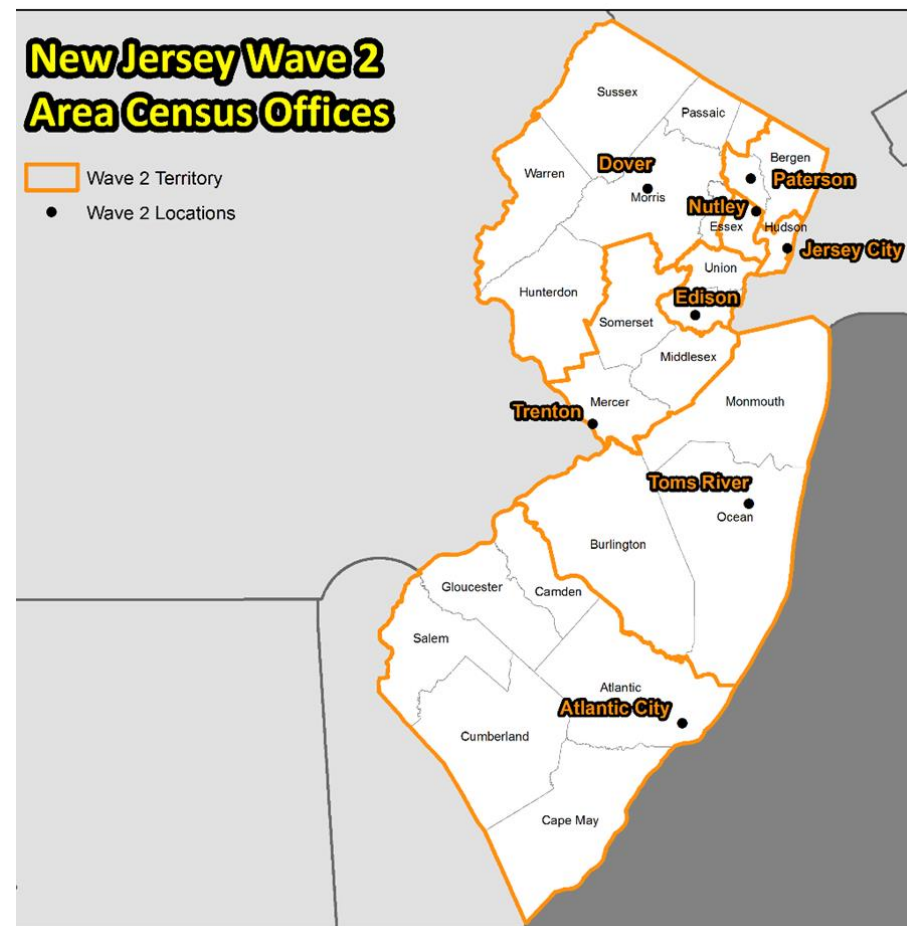 New Jersey Wave 2
Area Census Offices
Wave 2 Territory
Wave 2 Locations
Sussex
Passaic
Bergen
Warren
Dover
Paterson
Morris
Nutley
Essex
Hudson
Jersey City
Union
Hunterdon
Edison
Somerset
Middlesex
Mercer
Monmouth
Trenton
Toms River
Ocean
Burlington
Gloucester
Camden
Salem
Atlantic
Atlantic City
Cumberland
Cape May